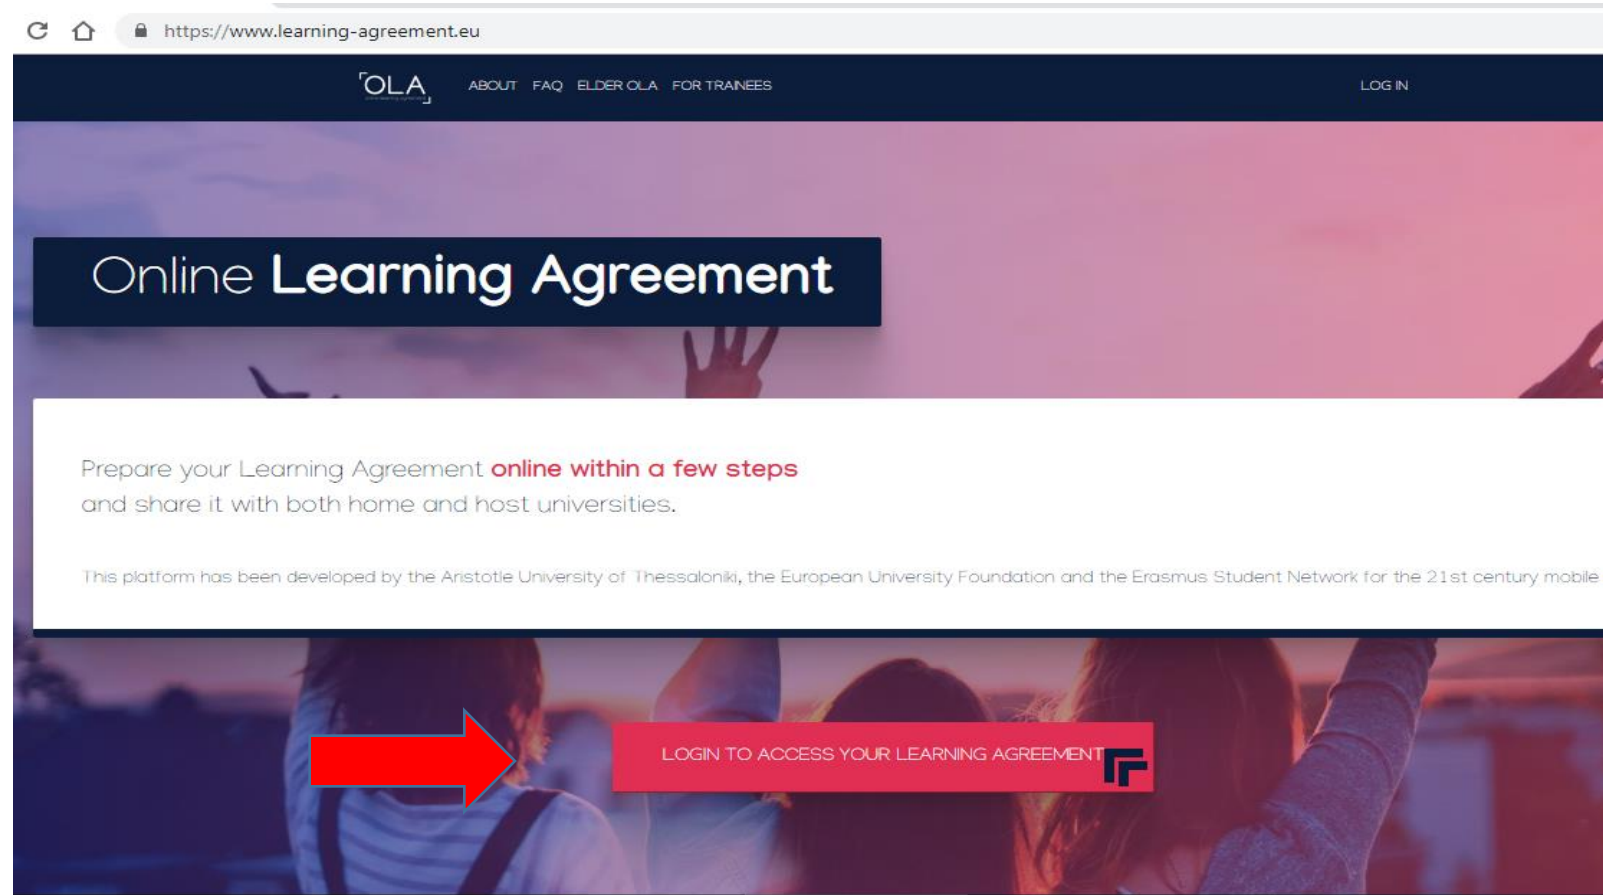 https://www.learning-agreement.eu
OLA
ABOUT FAQ ELDER OLA FOR TRAINEES
LOG IN
Online Learning Agreement
Prepare your Learning Agreement online within a few steps
and share it with both home and host universities.
This platform has been developed by the Aristotle University of Thessaloniki, the European University Foundation and the Erasmus Student Network for the 21st century mobile
LOGIN TO ACCESS YOUR LEARNING AGREEMENT